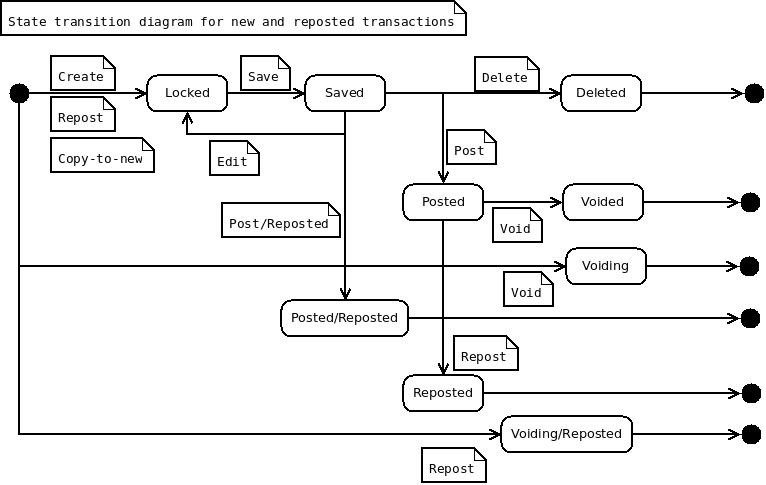 State transition diagram for new and reposted transactions
Create
Save
Delete
Locked
Saved
Deleted
Repost
Copy-to-new
Edit
Post
Posted
Voided
Post/Reposted
Void
Voiding
Void
Posted/Reposted
Repost
Reposted
Voiding/Reposted
Repost